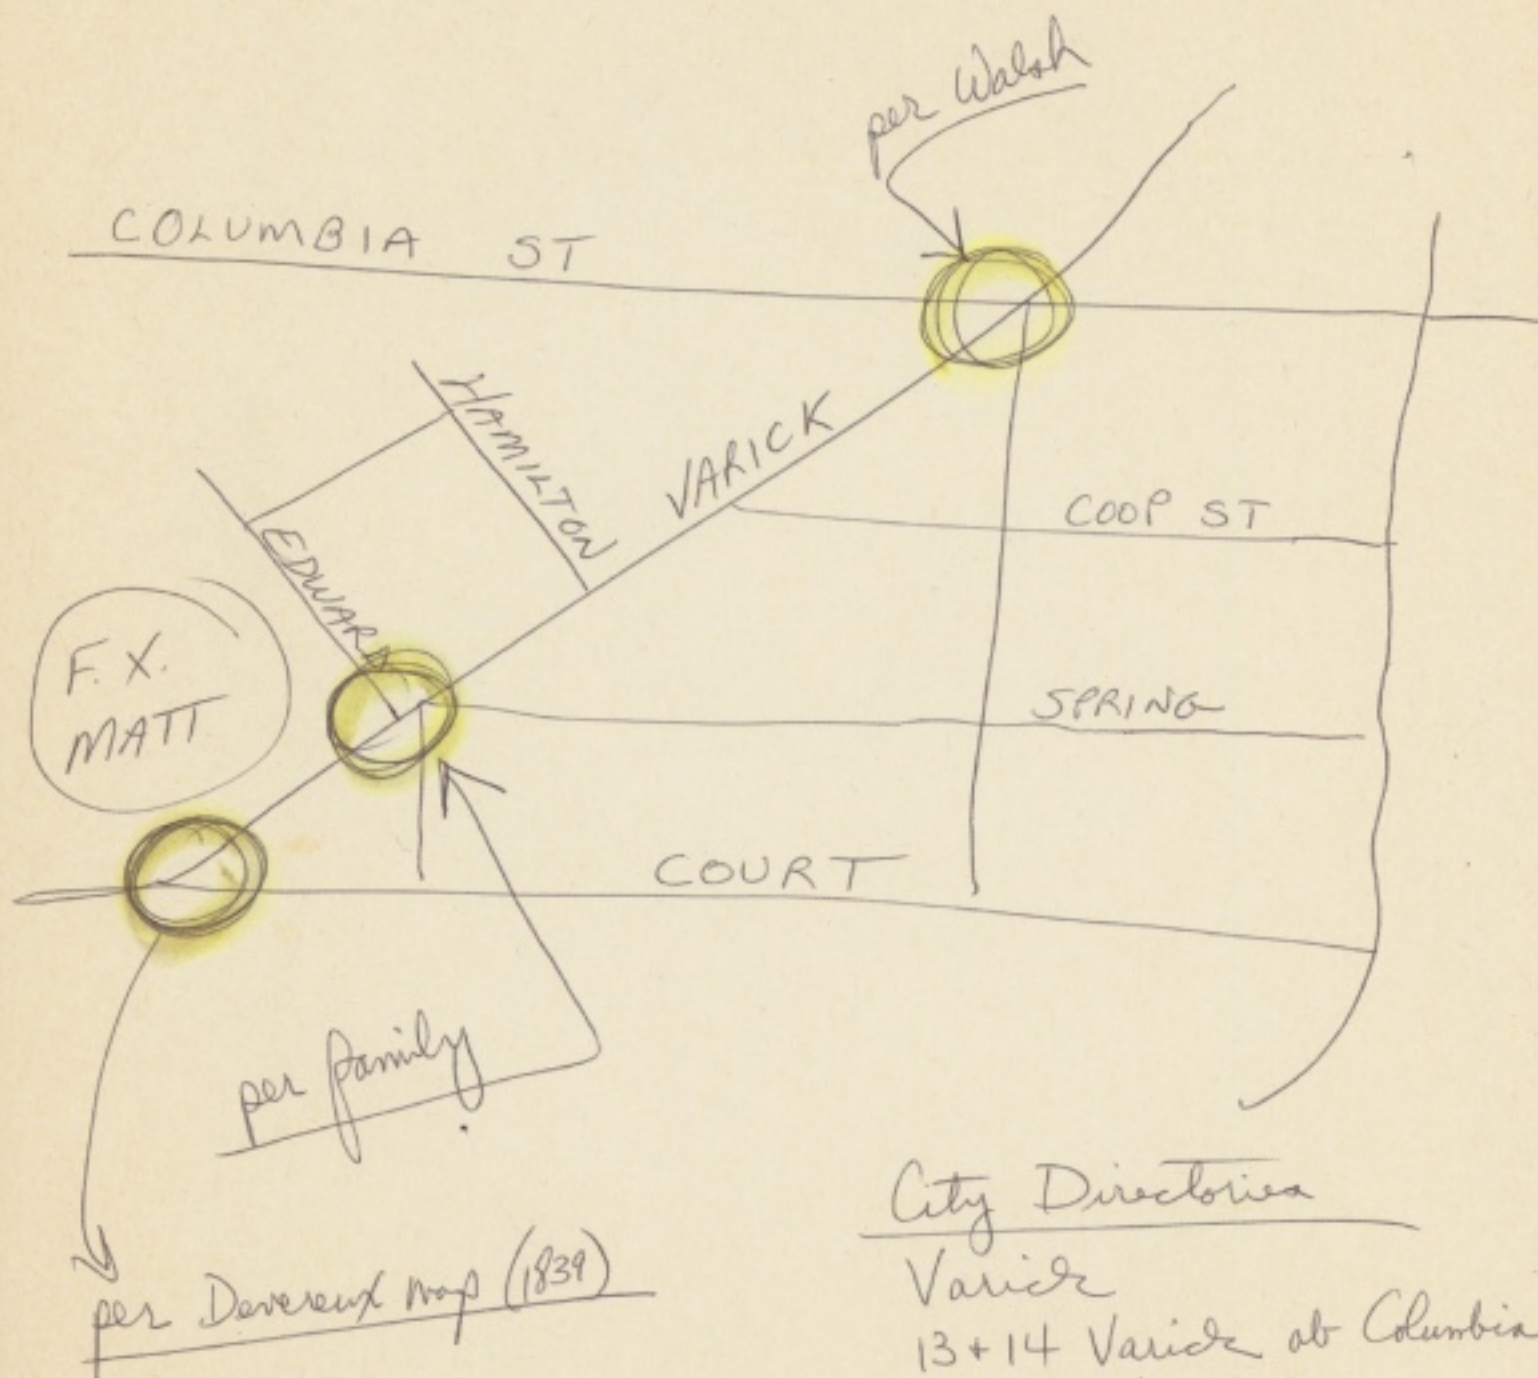 per Walsh
COLUMBIA ST
HAMILTON
VARICK
COOP ST
EDWARD
F. X.
MATT
SPRING
COURT
per family
City Directories
Varick
per Devereux map (1839)
13 + 14 Varick ab Columbia